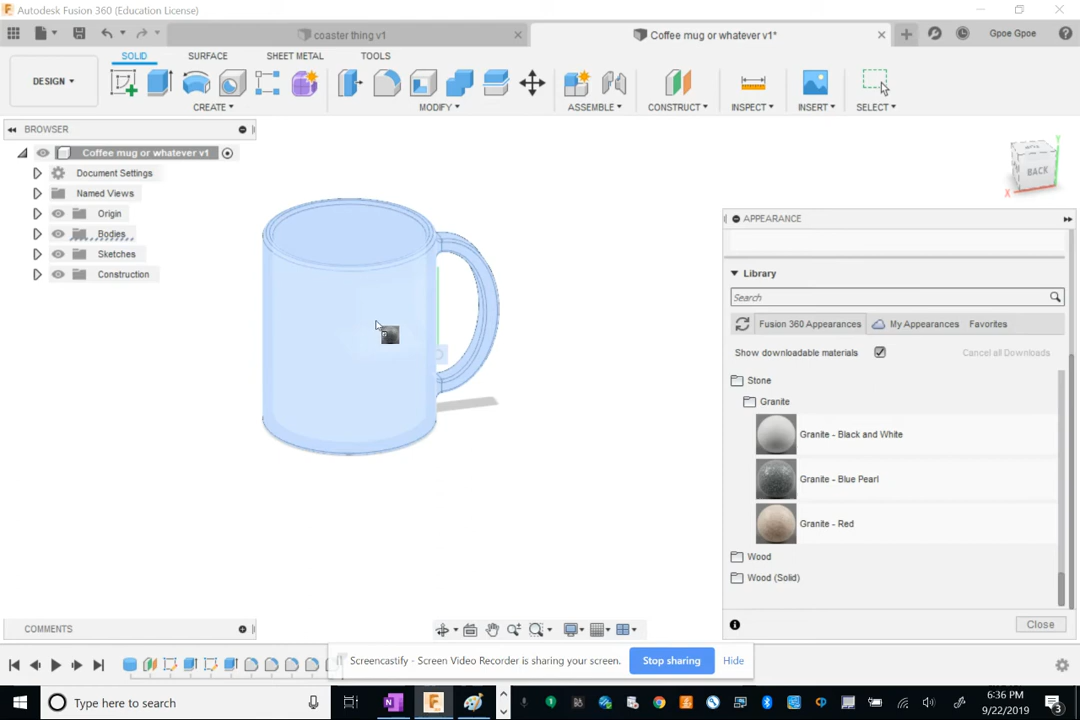 Autodesk Fusion 360 (Education License)
coaster thing v1
Coffee mug or whatever v1*
Gpoe Gpoe
SOLID SURFACE SHEET METAL TOOLS
DESIGN
CREATE MODIFY ASSEMBLE CONSTRUCT INSPECT INSERT SELECT
BROWSER
Coffee mug or whatever v1
Document Settings
Named Views
Origin
Bodies
Sketches
Construction
BACK
X
Y
APPEARANCE
Library
Search
Fusion 360 Appearances My Appearances Favorites
Show downloadable materials Cancel all Downloads
Stone
Granite
Granite - Black and White
Granite - Blue Pearl
Granite - Red
Wood
Wood (Solid)
Close
COMMENTS
Screencastify - Screen Video Recorder is sharing your screen. Stop sharing Hide
Type here to search
6:36 PM
9/22/2019
3